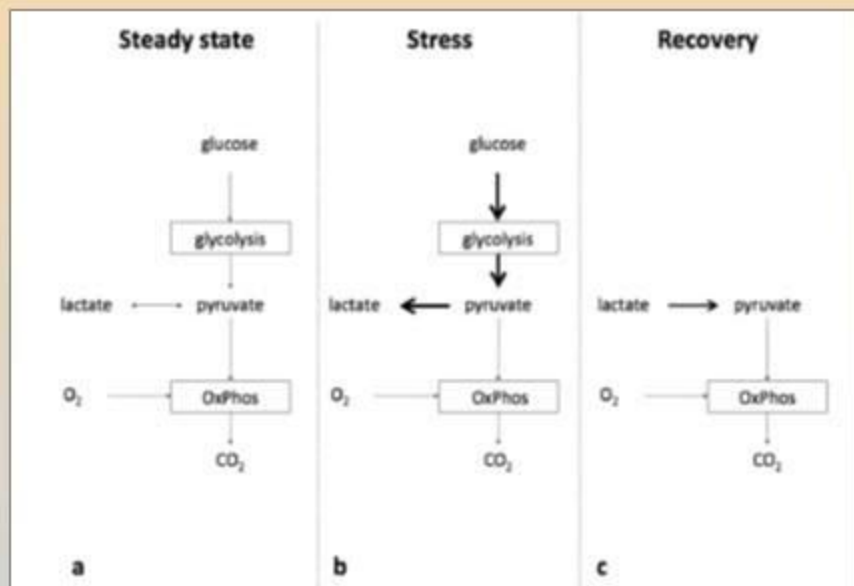 Steady state
glucose
glycolysis
lactate pyruvate
O₂ OxPhos
CO₂
a
Stress
glucose
glycolysis
lactate pyruvate
O₂ OxPhos
CO₂
b
Recovery
lactate pyruvate
O₂ OxPhos
CO₂
c